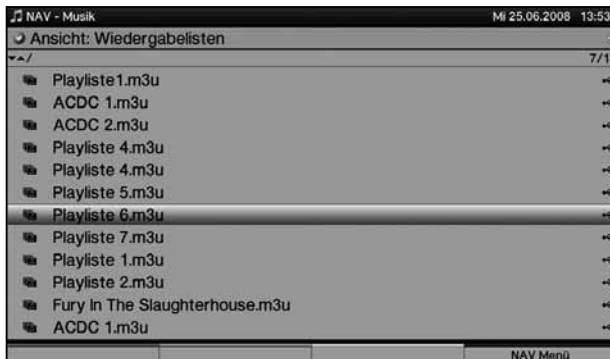 NAV - Musik Mi 25.06.2008 13:53
Ansicht: Wiedergabelisten
/ 7/1
Playliste1.m3u
ACDC 1.m3u
ACDC 2.m3u
Playliste 4.m3u
Playliste 4.m3u
Playliste 5.m3u
Playliste 6.m3u
Playliste 7.m3u
Playliste 1.m3u
Playliste 2.m3u
Fury In The Slaughterhouse.m3u
ACDC 1.m3u
NAV Menü